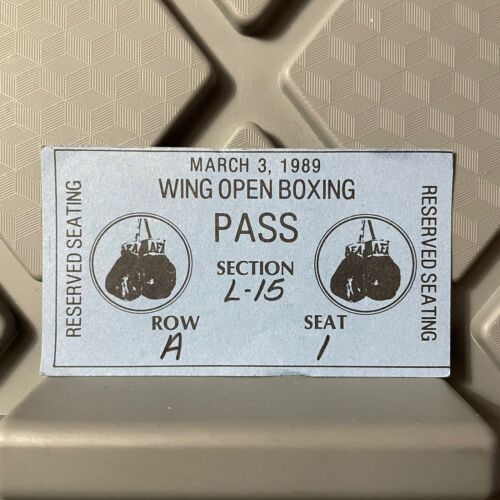 MARCH 3, 1989
WING OPEN BOXING
PASS
SECTION
L-15
ROW
A
SEAT
1
RESERVED SEATING
RESERVED SEATING